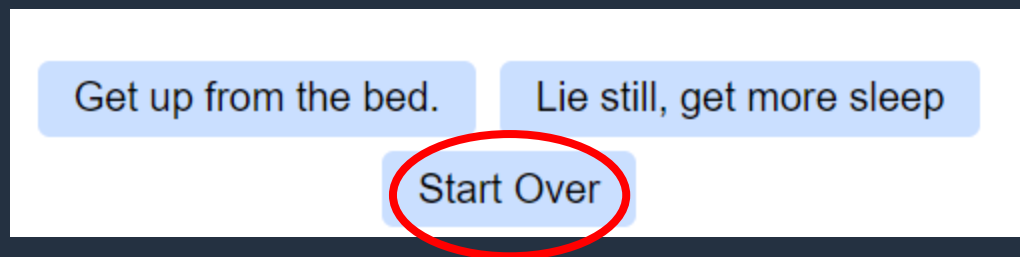 Get up from the bed.
Lie still, get more sleep
Start Over